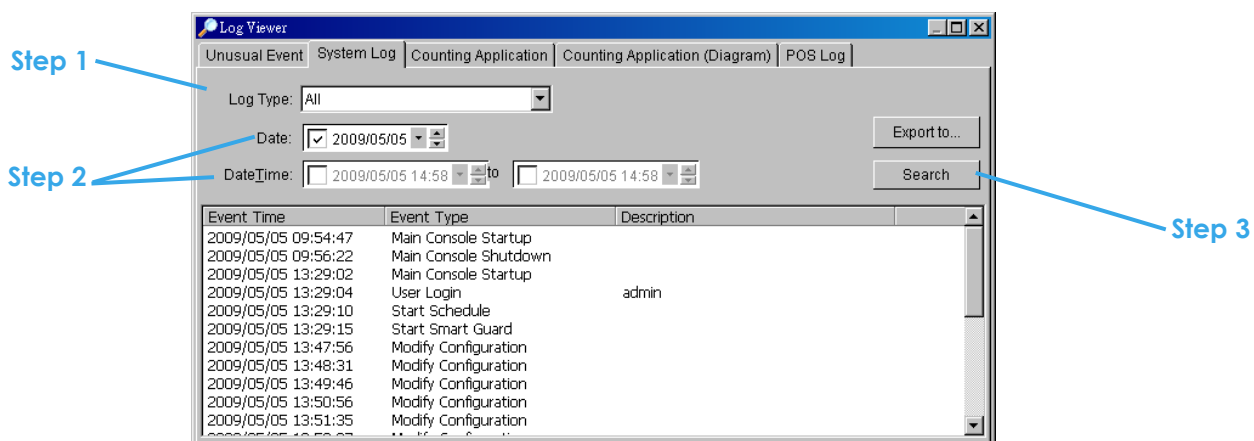 Log Viewer
Unusual Event System Log Counting Application Counting Application (Diagram) POS Log
Step 1
Log Type: All
Date: 2009/05/05
Export to...
Step 2
DateTime: 2009/05/05 14:58 to 2009/05/05 14:58
Search
Event Time Event Type Description
Step 3
2009/05/05 09:54:47 Main Console Startup
2009/05/05 09:56:22 Main Console Shutdown
2009/05/05 13:29:02 Main Console Startup
2009/05/05 13:29:04 User Login admin
2009/05/05 13:29:10 Start Schedule
2009/05/05 13:29:15 Start Smart Guard
2009/05/05 13:47:56 Modify Configuration
2009/05/05 13:48:31 Modify Configuration
2009/05/05 13:49:46 Modify Configuration
2009/05/05 13:50:56 Modify Configuration
2009/05/05 13:51:35 Modify Configuration